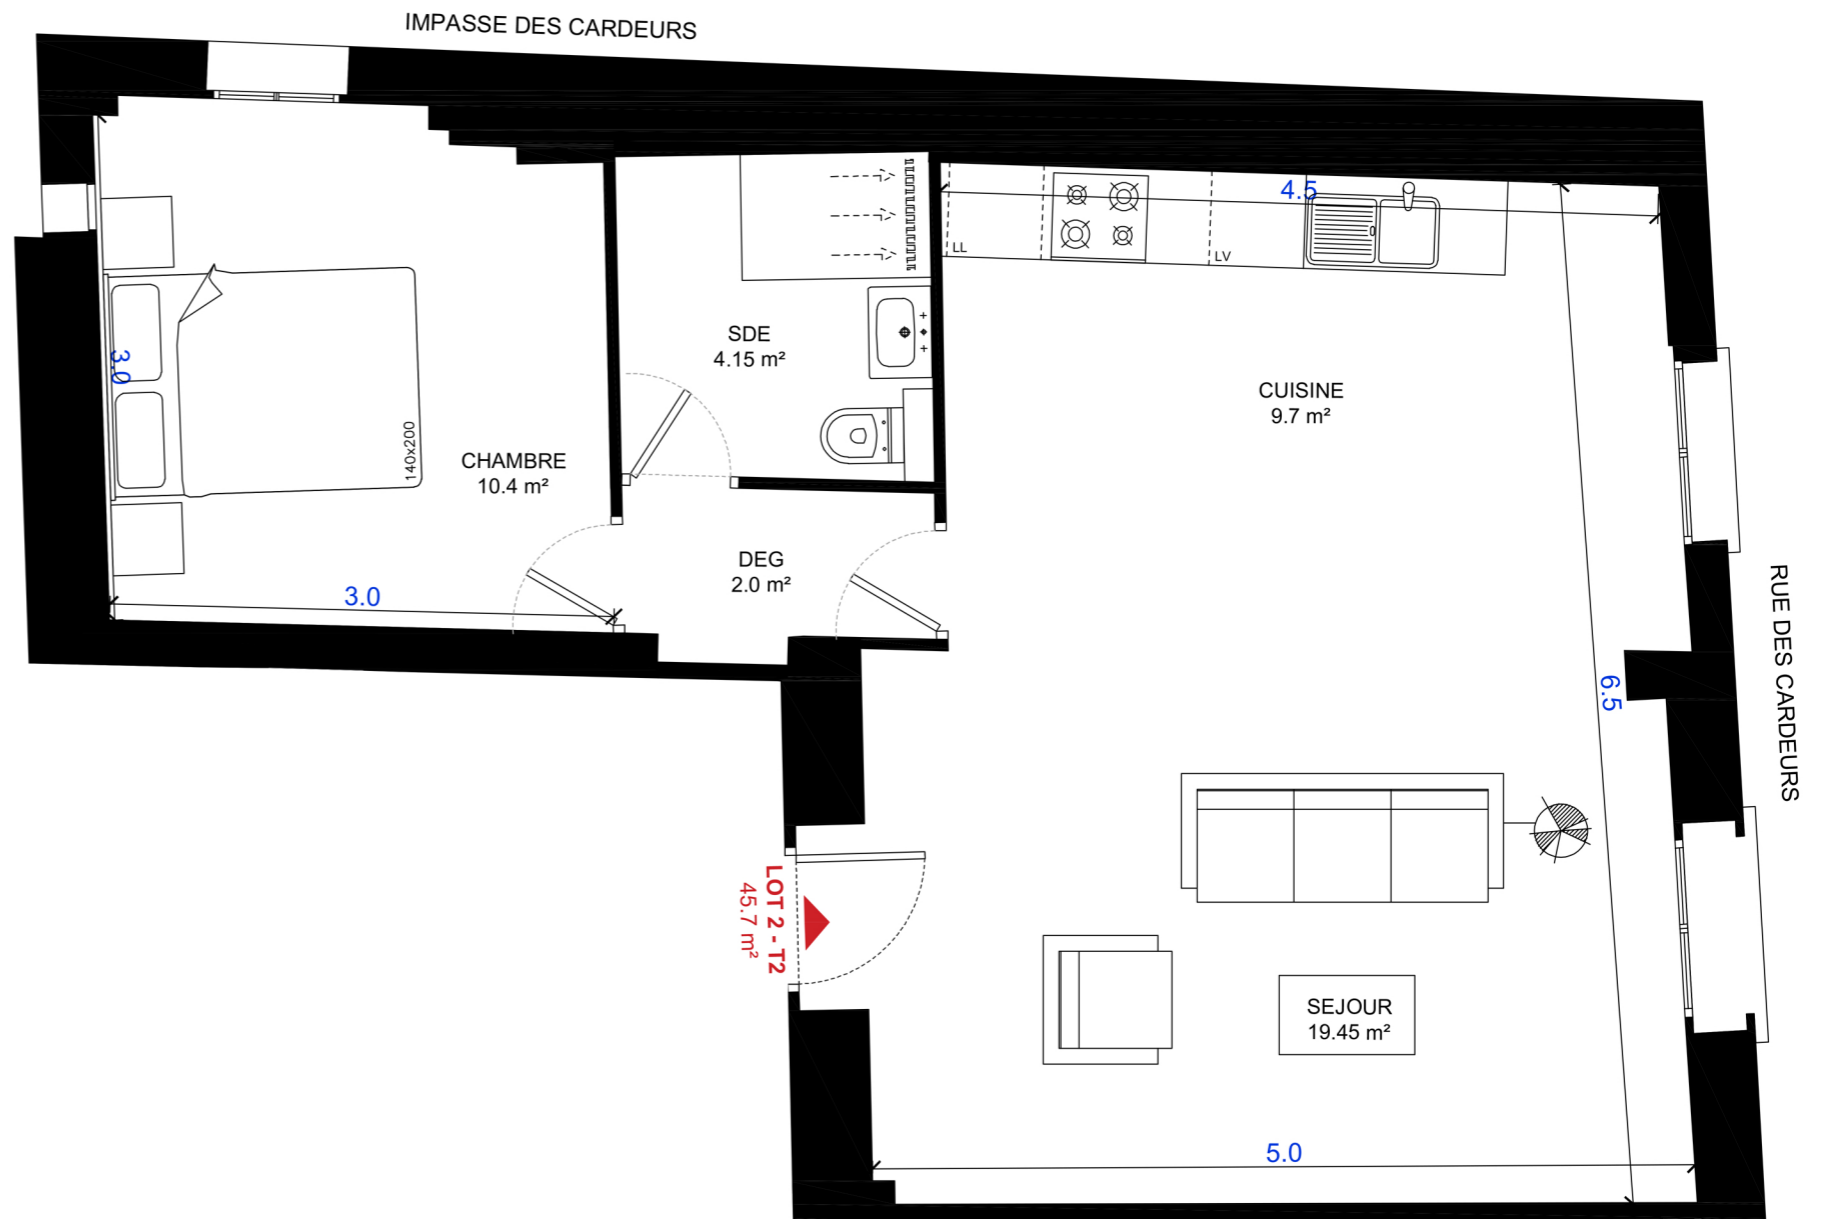 IMPASSE DES CARDEURS
4.5
LL
LV
SDE
4.15 m²
3.0
CUISINE
9.7 m²
140x200
CHAMBRE
10.4 m²
DEG
2.0 m²
3.0
RUE DES CARDEURS
6.5
LOT 2 - T2
45.7 m²
SEJOUR
19.45 m²
5.0